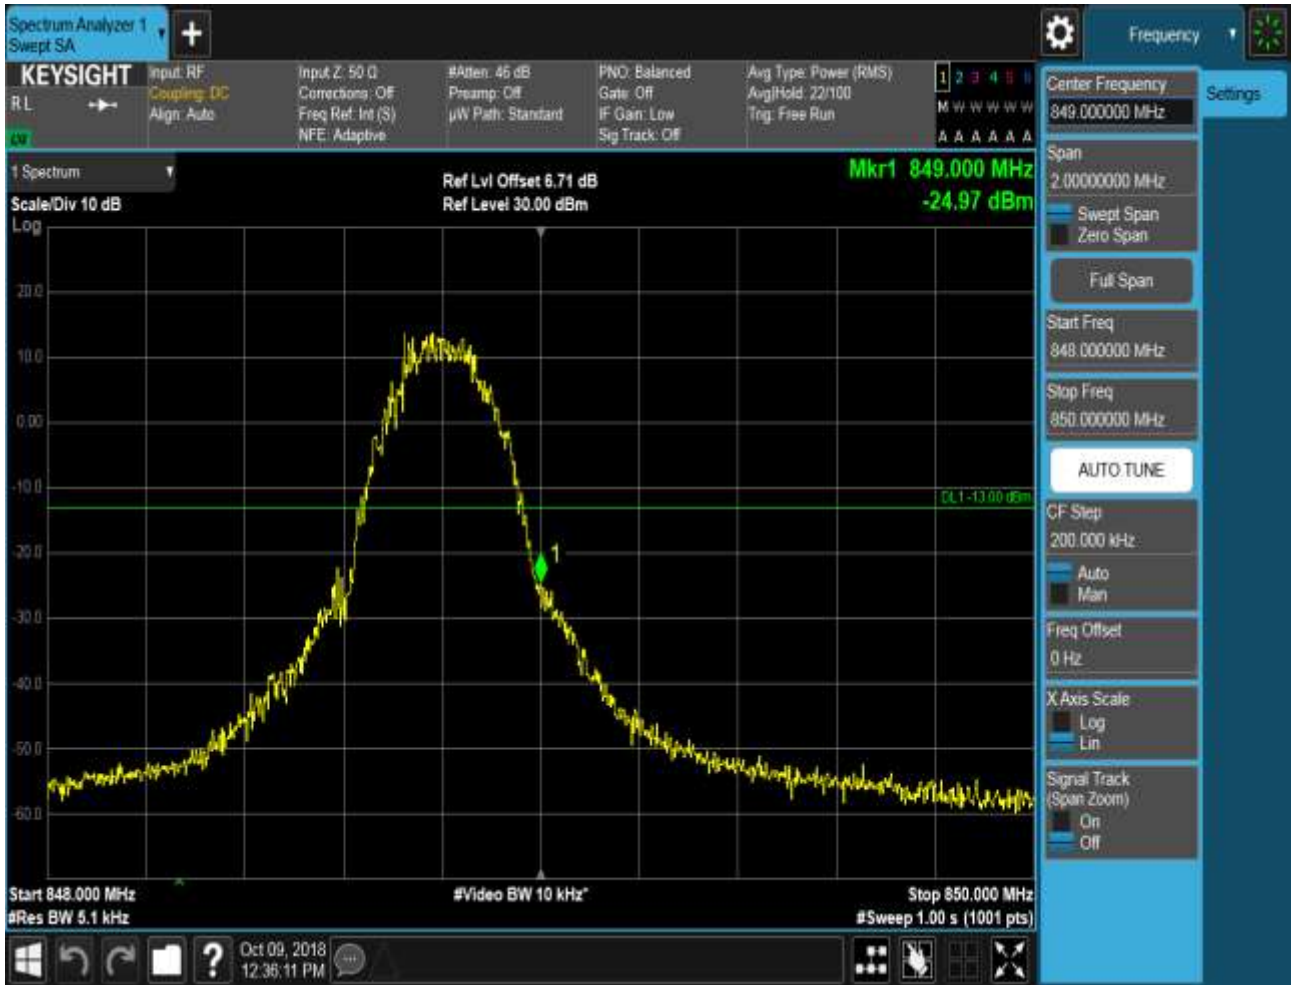 Spectrum Analyzer 1
Swept SA
+
Frequency
KEYSIGHT
R L
Input: RF
Coupling: DC
Align: Auto
Input Z: 50 Ω
Corrections: Off
Freq Ref: Int (S)
NFE: Adaptive
#Atten: 46 dB
Preamp: Off
µW Path: Standard
PNO: Balanced
Gate: Off
IF Gain: Low
Sig Track: Off
Avg Type: Power (RMS)
Avg|Hold: 22/100
Trig: Free Run
1 2 3 4 5 6
M W W W W W
A A A A A A
1 Spectrum
Scale/Div 10 dB
Log
Ref Lvl Offset 6.71 dB
Ref Level 30.00 dBm
Mkr1 849.000 MHz
-24.97 dBm
20.0
10.0
0.00
-10.0
-20.0
-30.0
-40.0
-50.0
-60.0
DL1 -13.00 dBm
1
Start 848.000 MHz
#Res BW 5.1 kHz
#Video BW 10 kHz*
Stop 850.000 MHz
#Sweep 1.00 s (1001 pts)
Center Frequency
849.000000 MHz
Settings
Span
2.00000000 MHz
Swept Span
Zero Span
Full Span
Start Freq
848.000000 MHz
Stop Freq
850.000000 MHz
AUTO TUNE
CF Step
200.000 kHz
Auto
Man
Freq Offset
0 Hz
X Axis Scale
Log
Lin
Signal Track
(Span Zoom)
On
Off
?
Oct 09, 2018
12:36:11 PM